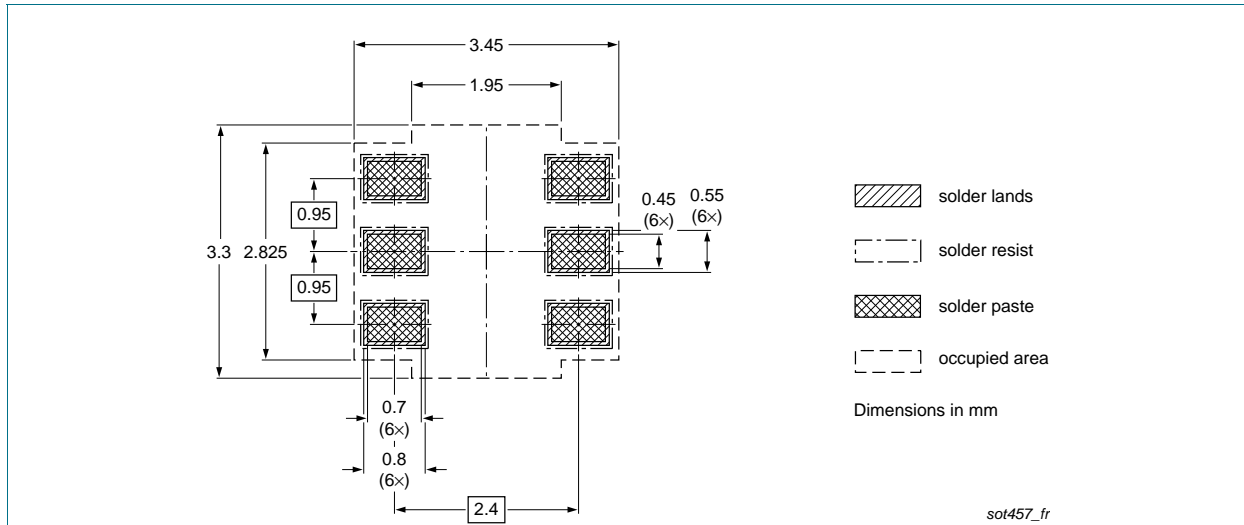 3.45
1.95
0.95
3.3 2.825
0.95
0.45
(6×)
0.55
(6×)
0.7
(6×)
0.8
(6×)
2.4
solder lands
solder resist
solder paste
occupied area
Dimensions in mm
sot457_fr